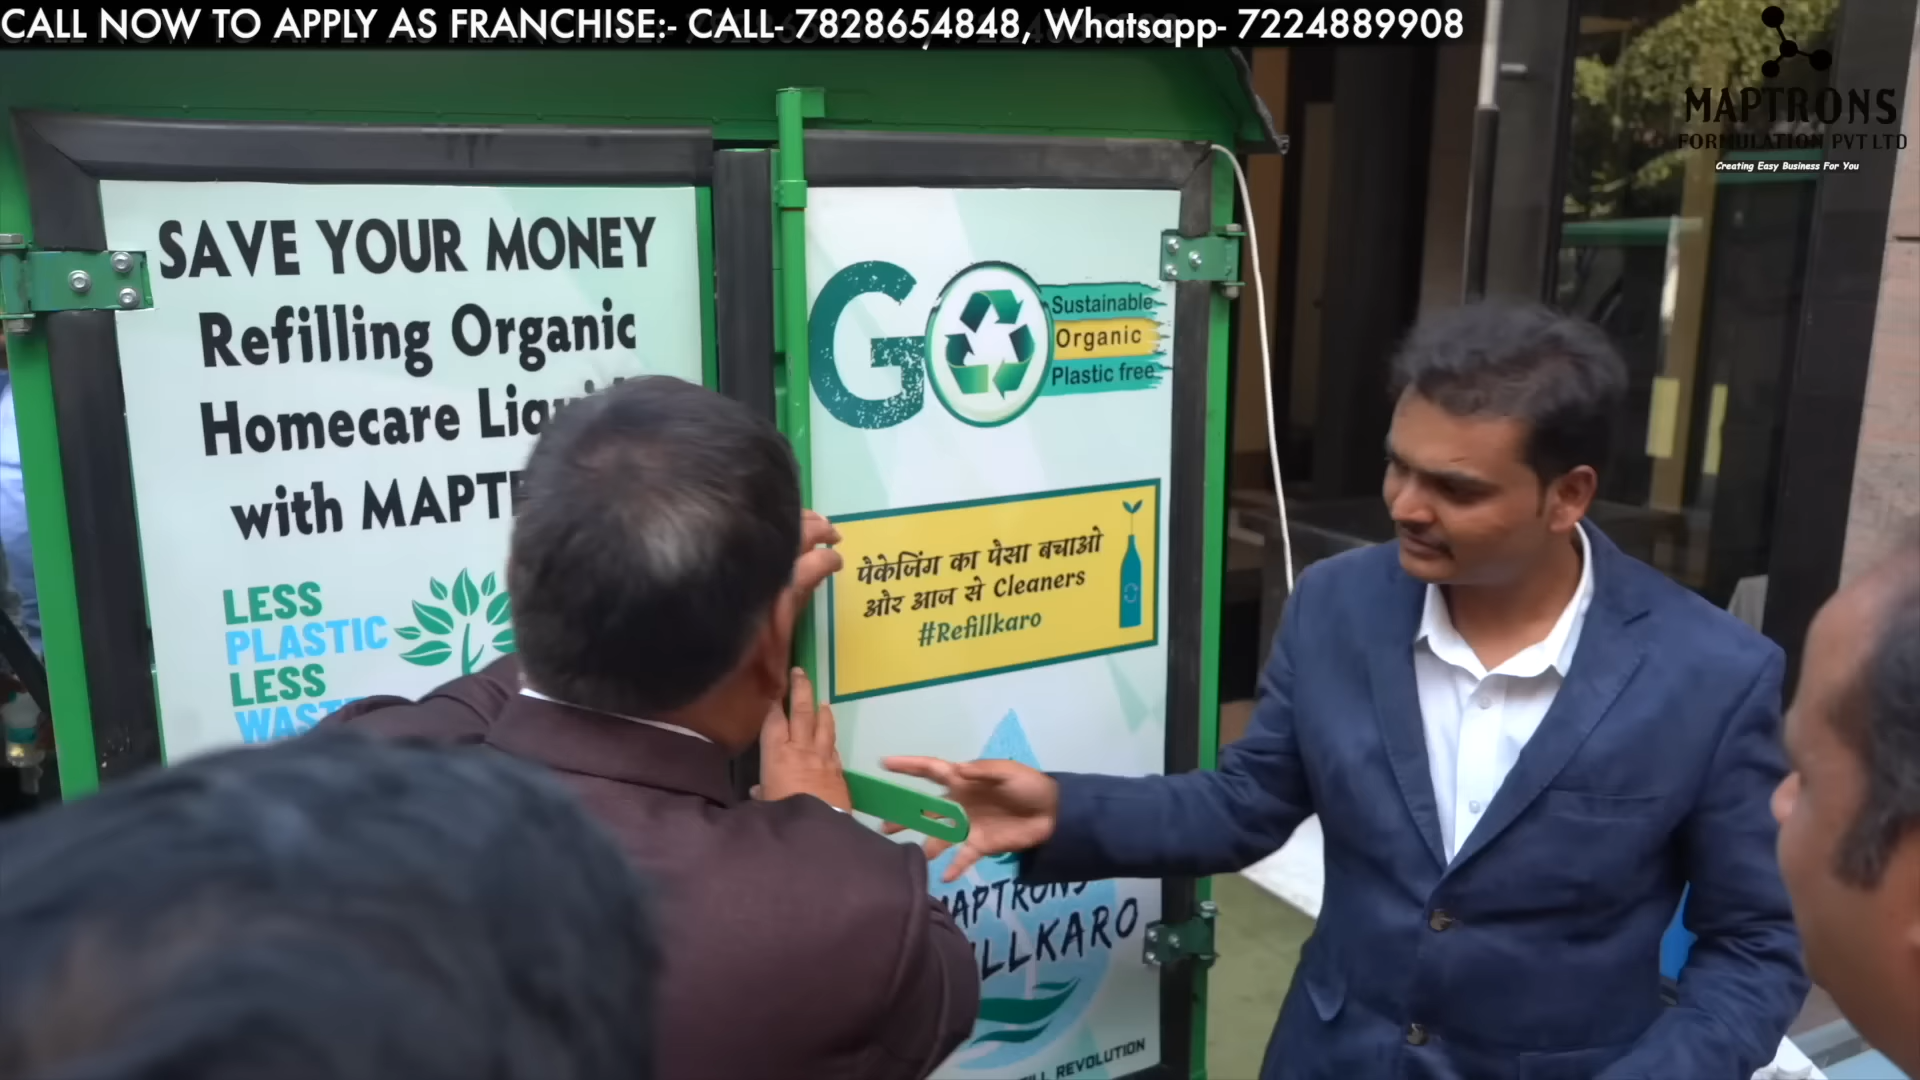 CALL NOW TO APPLY AS FRANCHISE:- CALL- 7828654848, Whatsapp- 7224889908
MAPTRONS
FORMULATION PVT LTD
Creating Easy Business For You
SAVE YOUR MONEY
Refilling Organic
Homecare
with
LESS
PLASTIC
LESS
GO
Sustainable
Organic
Plastic free
पैकेजिंग का पैसा बचाओ
ओर आज से Cleaners
#Refillkaro
REVOLUTION